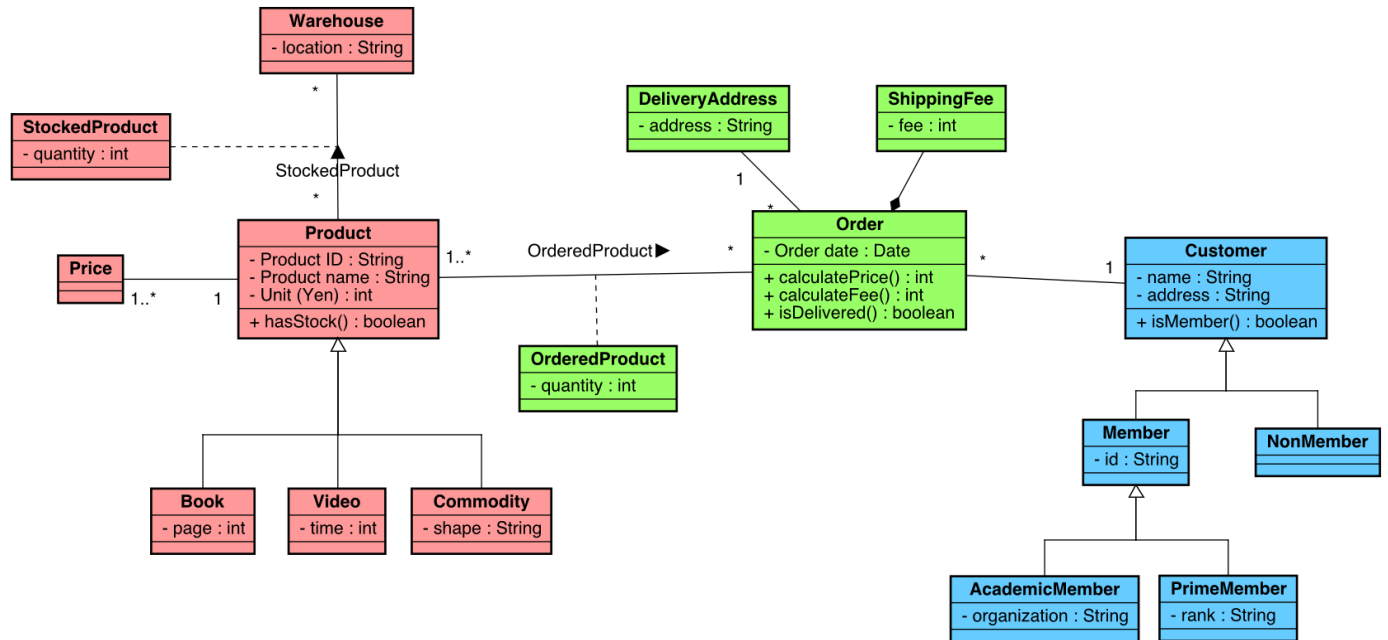 Warehouse
- location : String
*
StockedProduct
- quantity : int
StockedProduct
*
DeliveryAddress
- address : String
1
*
ShippingFee
- fee : int
Price
1..*
1
Product
- Product ID : String
- Product name : String
- Unit (Yen) : int
+ hasStock() : boolean
1..*
OrderedProduct
*
OrderedProduct
- quantity : int
Order
- Order date : Date
+ calculatePrice() : int
+ calculateFee() : int
+ isDelivered() : boolean
*
1
Customer
- name : String
- address : String
+ isMember() : boolean
Book
- page : int
Video
- time : int
Commodity
- shape : String
Member
- id : String
NonMember
AcademicMember
- organization : String
PrimeMember
- rank : String